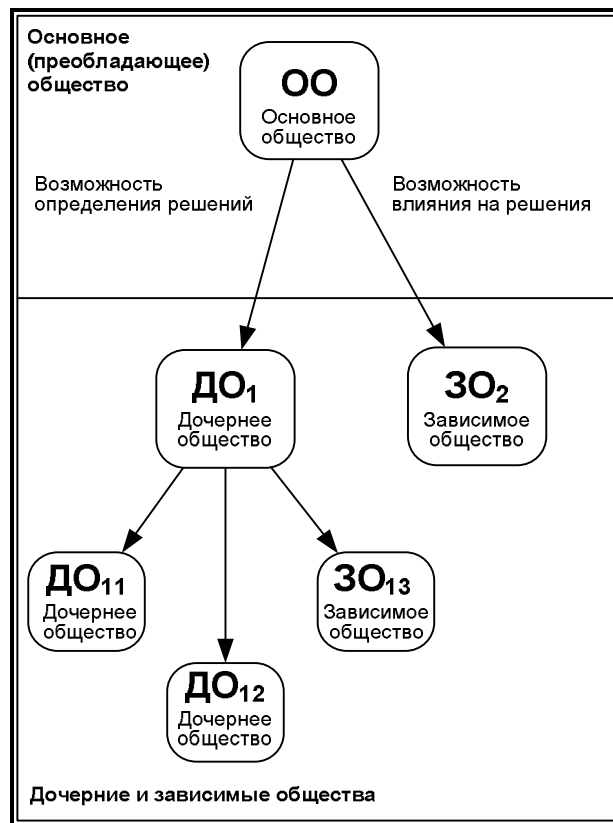 Основное
(преобладающее)
общество
ОО
Основное
общество
Возможность
определения решений
Возможность
влияния на решения
ДО1
Дочернее
общество
ЗО2
Зависимое
общество
ДО11
Дочернее
общество
ЗО13
Зависимое
общество
ДО12
Дочернее
общество
Дочерние и зависимые общества